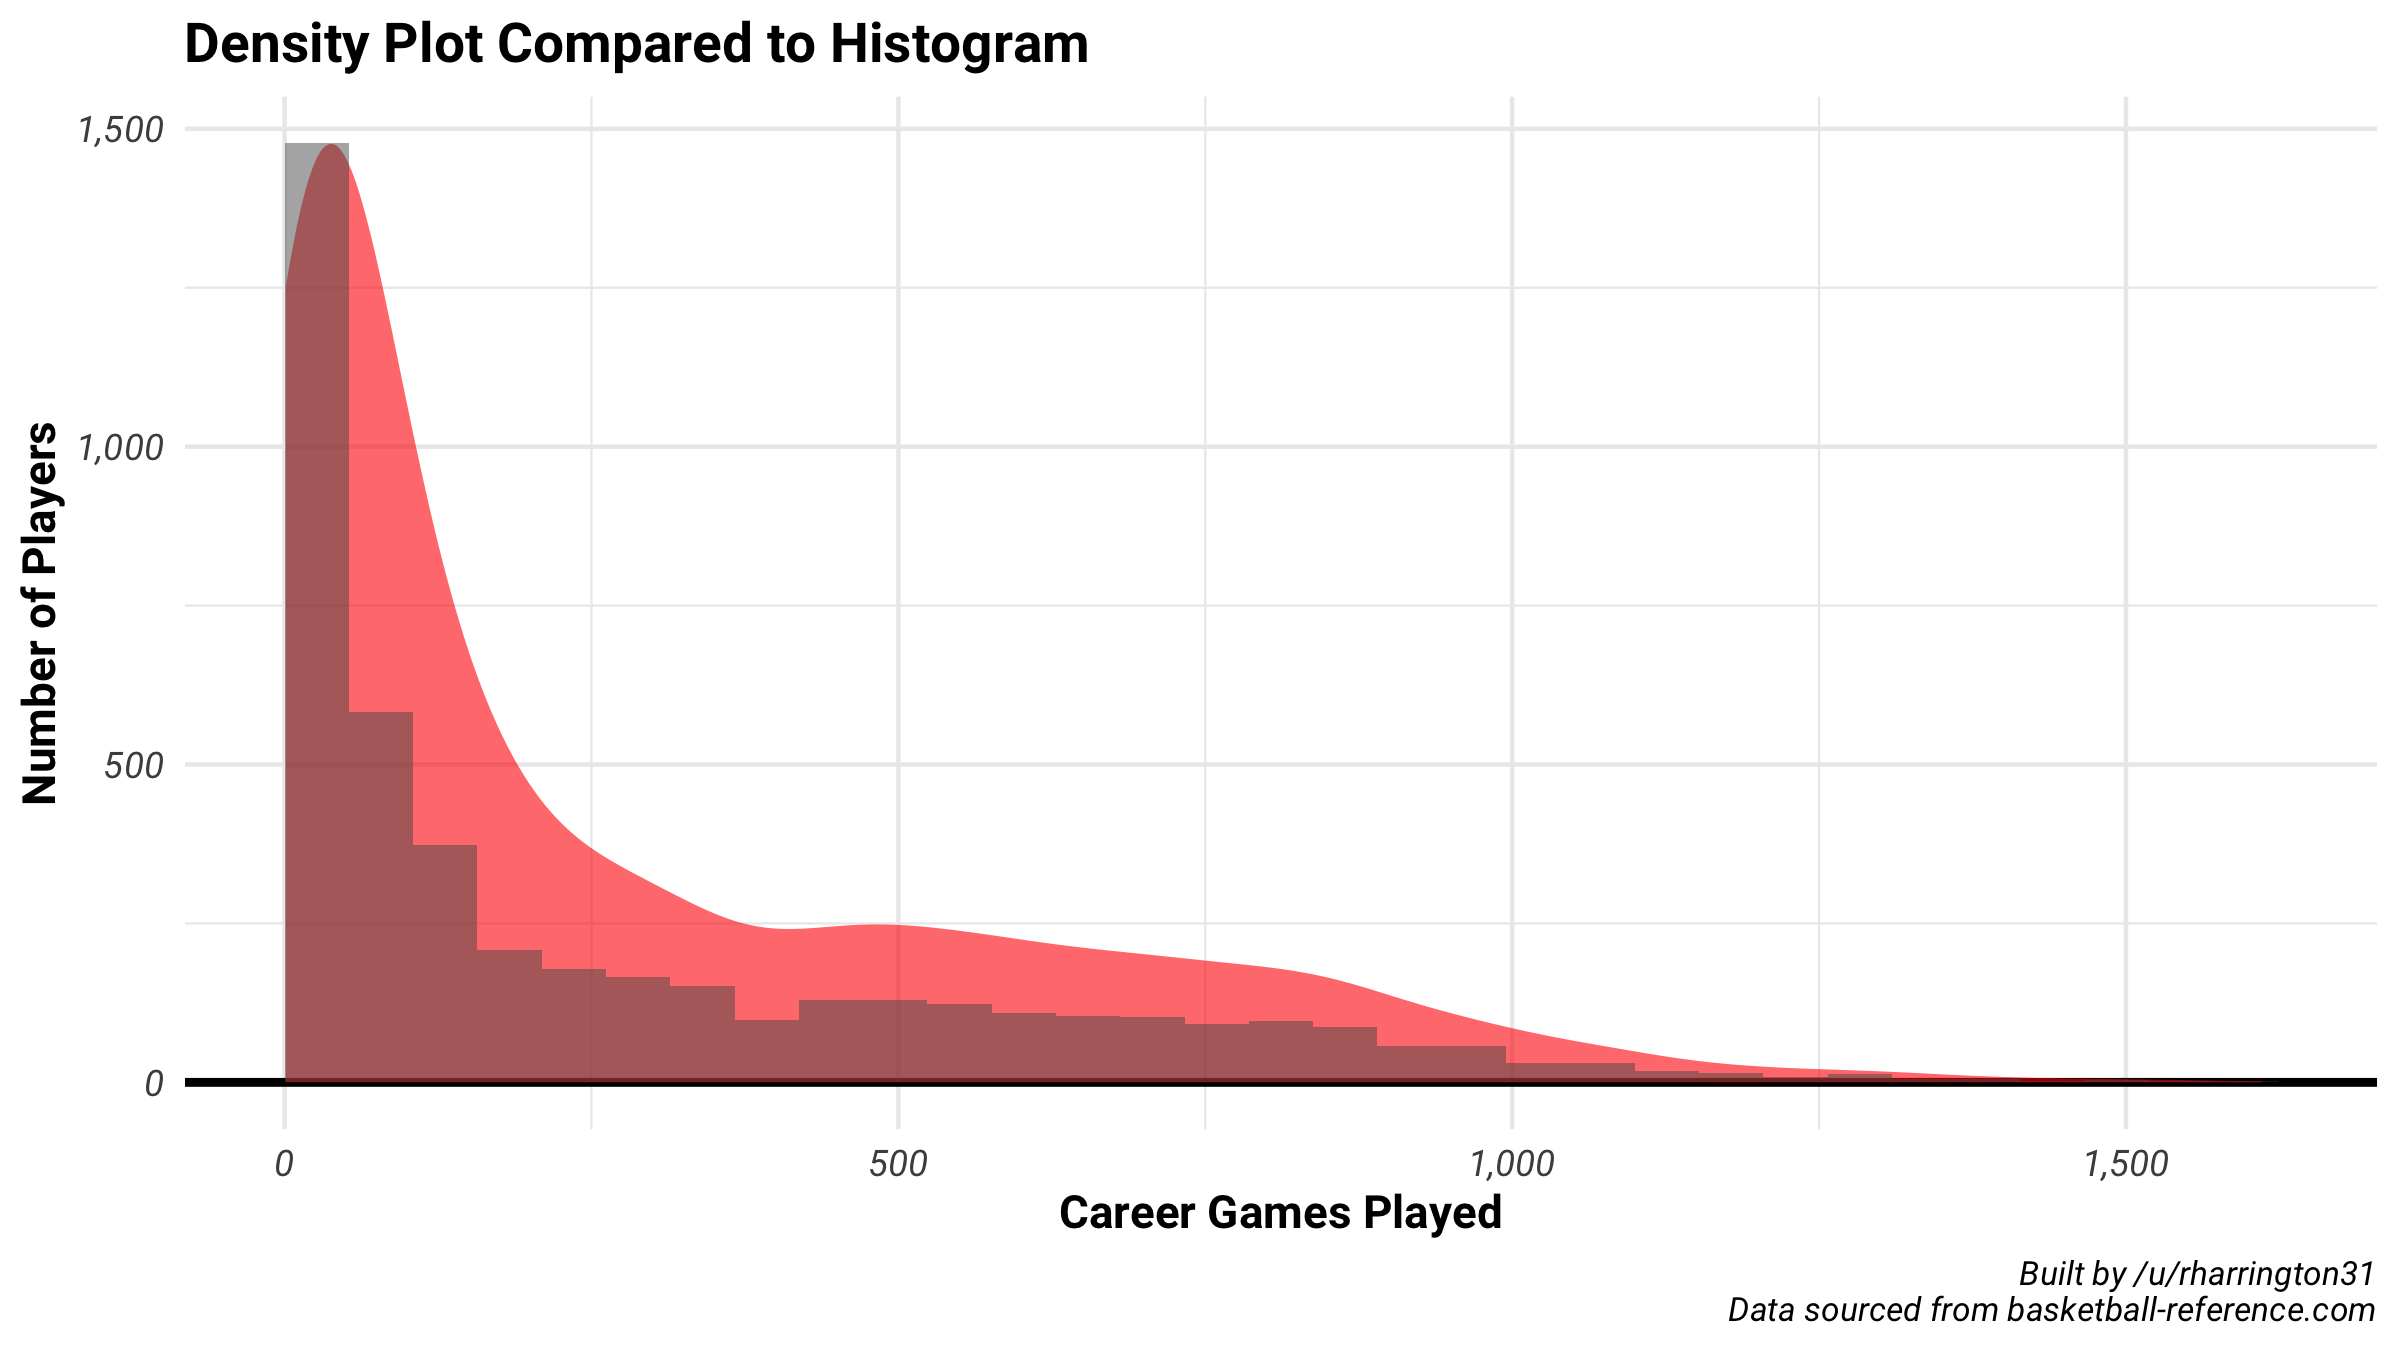 Density Plot Compared to Histogram
1,500
1,000
500
0
Number of Players
0
500
1,000
1,500
Career Games Played
Built by /u/rharrington31
Data sourced from basketball-reference.com